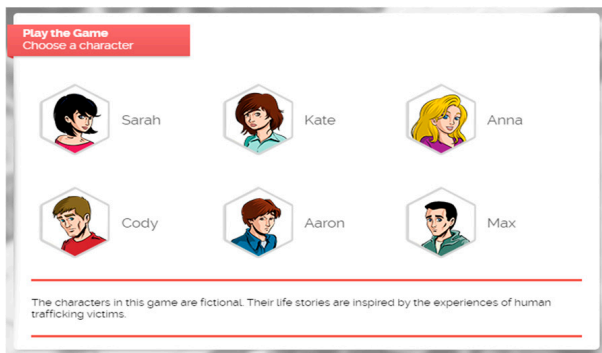 Play the Game
Choose a character
Sarah
Kate
Anna
Cody
Aaron
Max
The characters in this game are fictional. Their life stories are inspired by the experiences of human
trafficking victims.